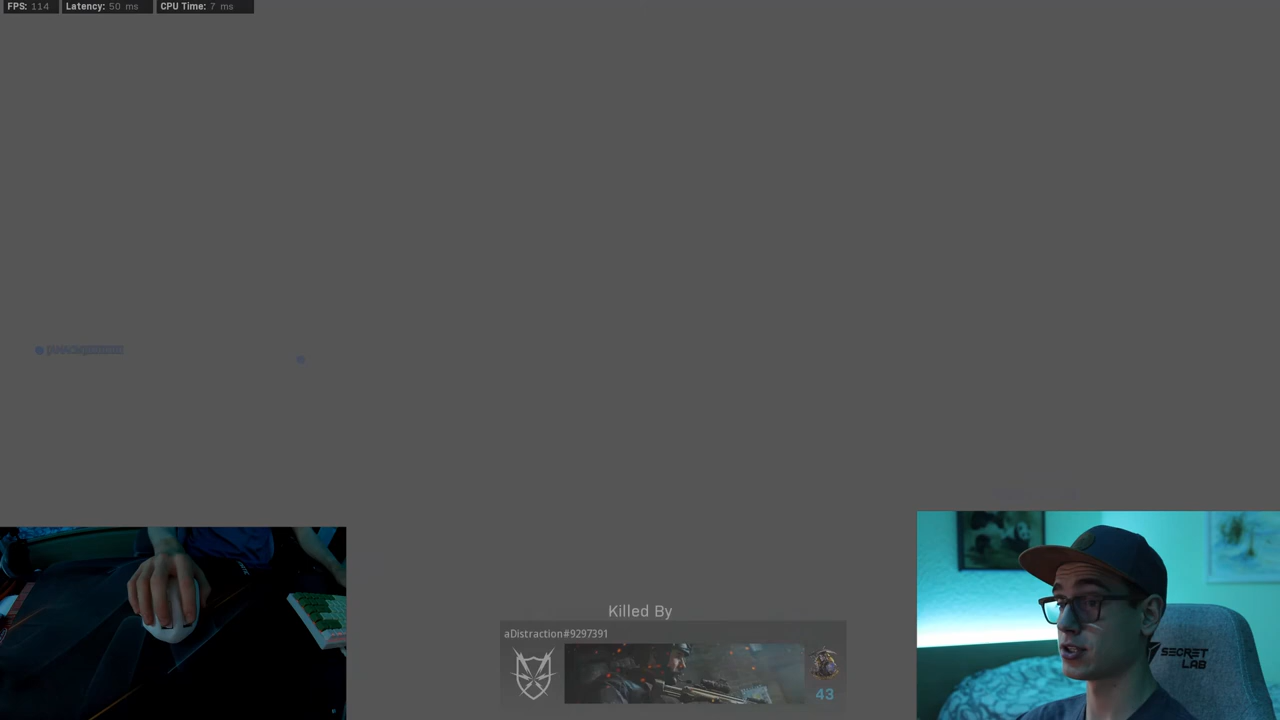 FPS: 114 Latency: 50 ms CPU Time: 7 ms
Killed By
aDistraction#9297391
43
SECRET
LAB